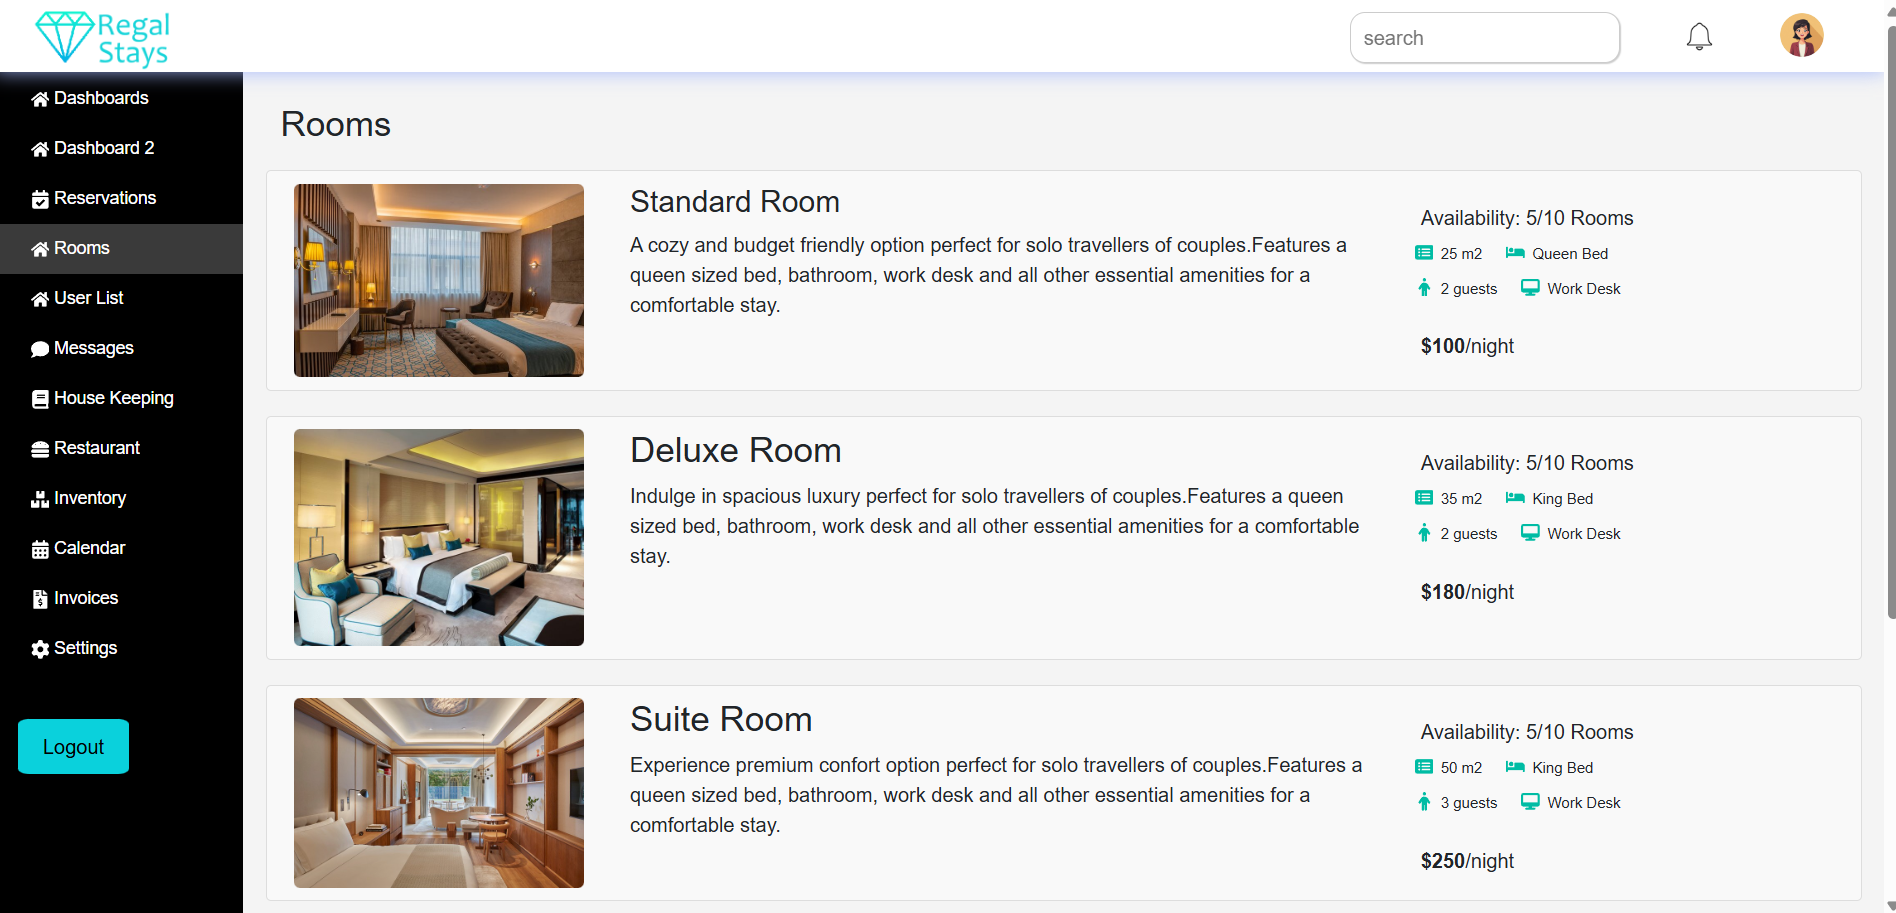 Regal
Stays
search
Dashboards
Dashboard 2
Reservations
Rooms
User List
Messages
House Keeping
Restaurant
Inventory
Calendar
Invoices
Settings
Logout
Rooms
Standard Room
A cozy and budget friendly option perfect for solo travellers of couples.Features a
queen sized bed, bathroom, work desk and all other essential amenities for a
comfortable stay.
Availability: 5/10 Rooms
25 m2 Queen Bed
2 guests Work Desk
$100/night
Deluxe Room
Indulge in spacious luxury perfect for solo travellers of couples.Features a queen
sized bed, bathroom, work desk and all other essential amenities for a comfortable
stay.
Availability: 5/10 Rooms
35 m2 King Bed
2 guests Work Desk
$180/night
Suite Room
Experience premium confort option perfect for solo travellers of couples.Features a
queen sized bed, bathroom, work desk and all other essential amenities for a
comfortable stay.
Availability: 5/10 Rooms
50 m2 King Bed
3 guests Work Desk
$250/night